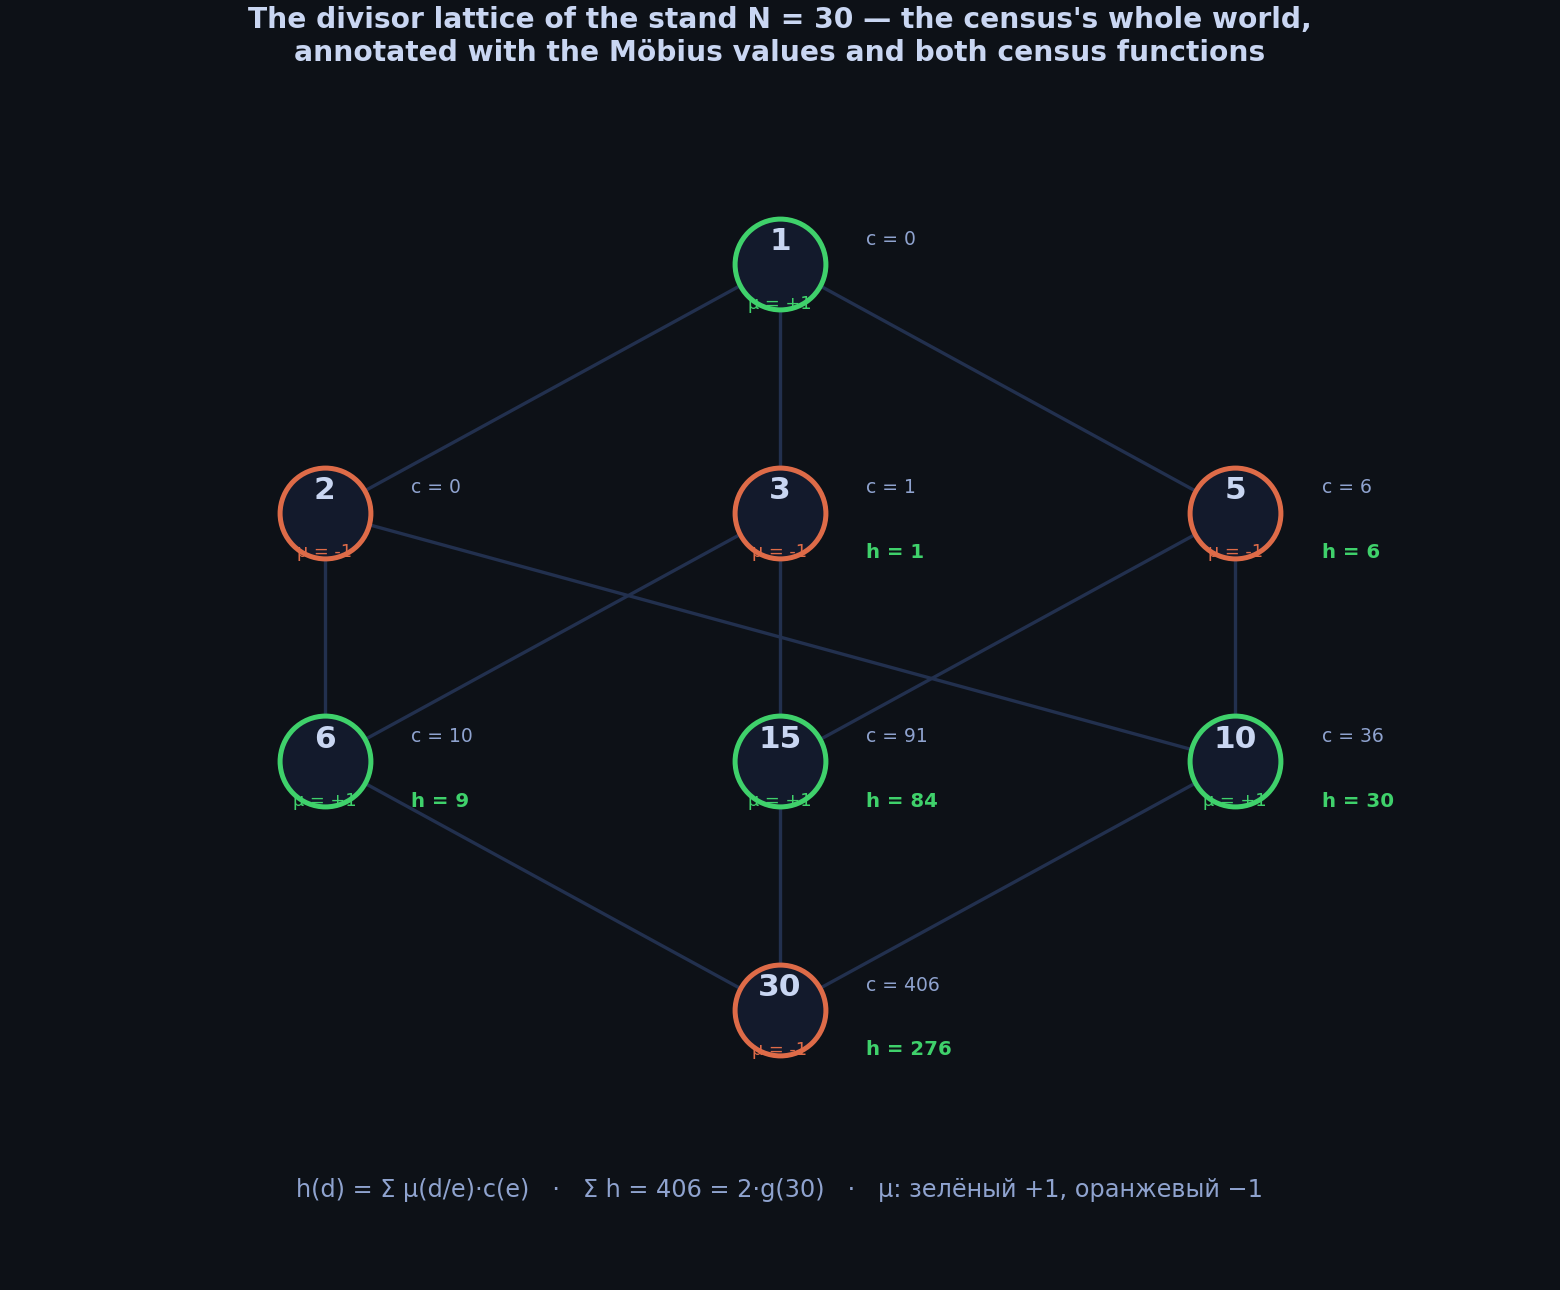 The divisor lattice of the stand N = 30 — the census's whole world,
annotated with the Möbius values and both census functions
1
c = 0
μ = +1
2
c = 0
3
c = 1
5
c = 6
μ = -1
μ = -1
h = 1
μ = -1
h = 6
6
c = 10
15
c = 91
10
c = 36
μ = +1
h = 9
μ = +1
h = 84
μ = +1
h = 30
30
c = 406
μ = -1
h = 276
h(d) = Σ μ(d/e)·c(e) · Σ h = 406 = 2·g(30) · μ: зелёный +1, оранжевый −1